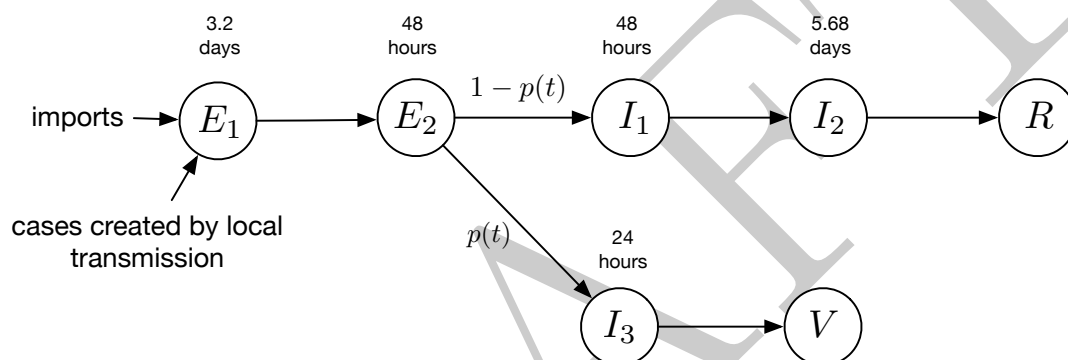 3.2
days
48
hours
48
hours
5.68
days
imports
E₁
E₂
1 − p(t)
I₁
I₂
R
cases created by local
transmission
p(t)
24
hours
I₃
V